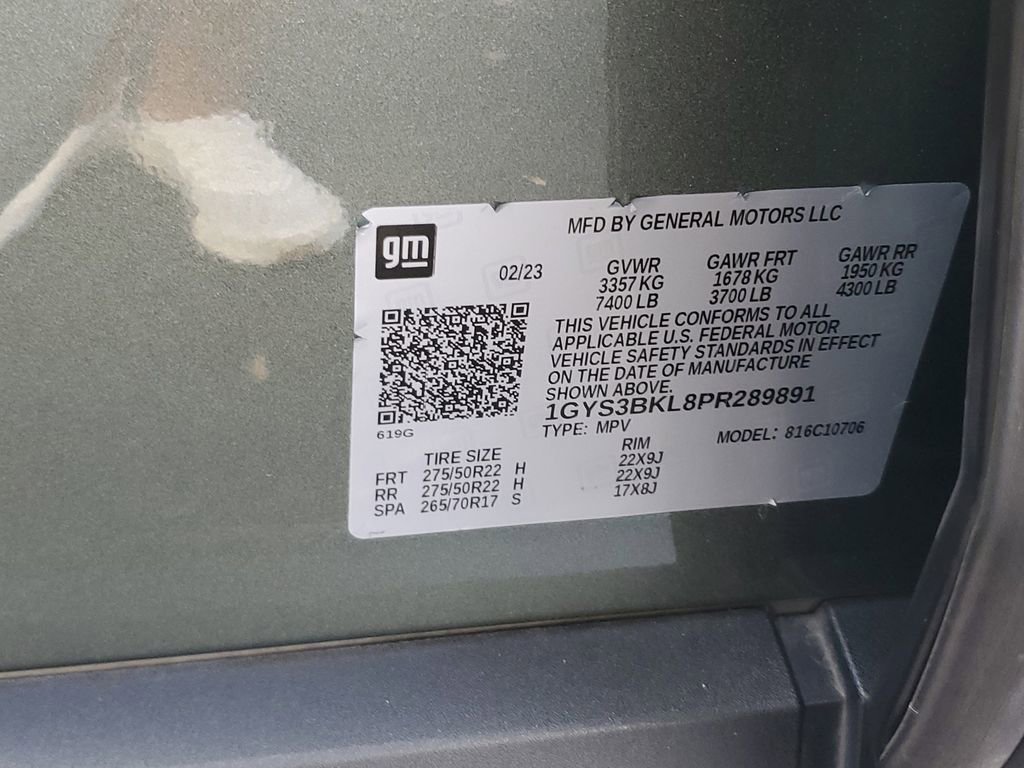 gm
MFD BY GENERAL MOTORS LLC
02/23
GVWR GAWR FRT GAWR RR
3357 KG 1678 KG 1950 KG
7400 LB 3700 LB 4300 LB
THIS VEHICLE CONFORMS TO ALL
APPLICABLE U.S. FEDERAL MOTOR
VEHICLE SAFETY STANDARDS IN EFFECT
ON THE DATE OF MANUFACTURE
SHOWN ABOVE.
1GYS3BKL8PR289891
619G
TYPE: MPV MODEL: 816C10706
TIRE SIZE RIM
FRT 275/50R22 H 22X9J
RR 275/50R22 H 22X9J
SPA 265/70R17 S 17X8J